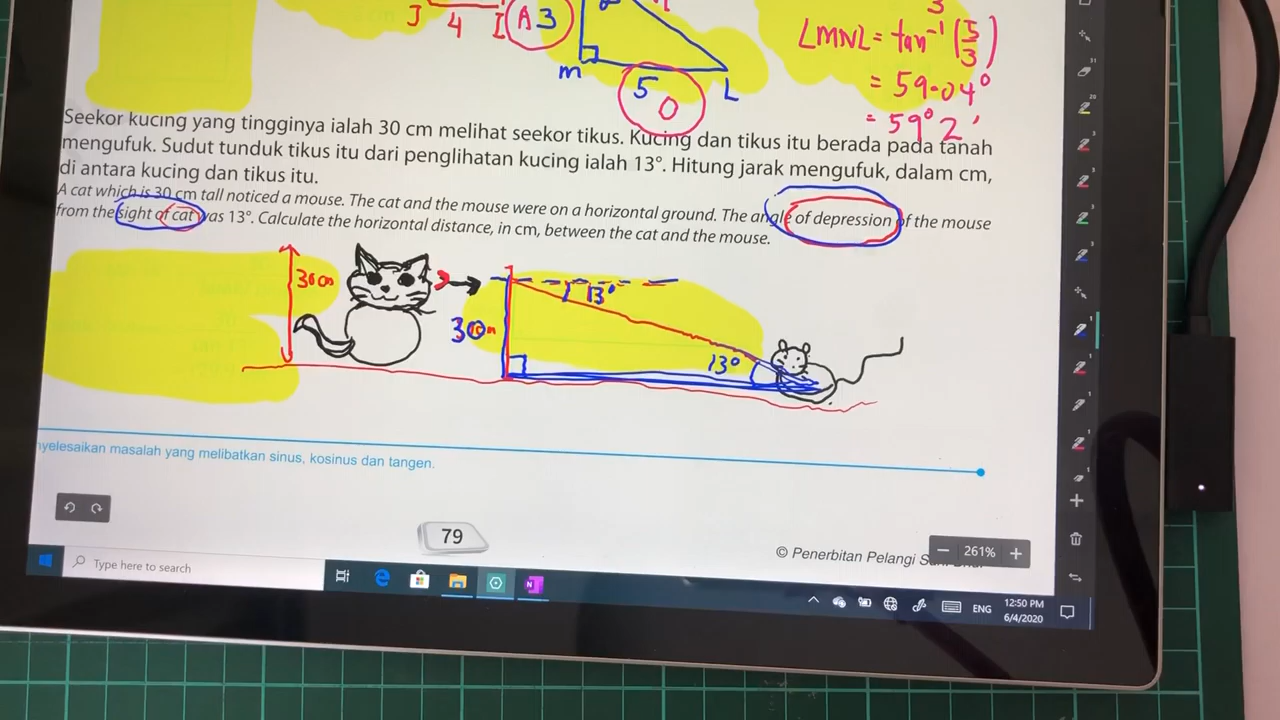 3
J 4 I A 3
m 5 O L
LMNL = tan⁻¹ (5/3)
= 59.04°
= 59° 2'
Seekor kucing yang tingginya ialah 30 cm melihat seekor tikus. Kucing dan tikus itu berada pada tanah
mengufuk. Sudut tunduk tikus itu dari penglihatan kucing ialah 13°. Hitung jarak mengufuk, dalam cm,
di antara kucing dan tikus itu.
A cat which is 30 cm tall noticed a mouse. The cat and the mouse were on a horizontal ground. The angle of depression of the mouse
from the sight of cat was 13°. Calculate the horizontal distance, in cm, between the cat and the mouse.
30cm
13°
30cm
13°
nyelesaikan masalah yang melibatkan sinus, kosinus dan tangen.
79
© Penerbitan Pelangi
261%
Type here to search
ENG
12:50 PM
6/4/2020